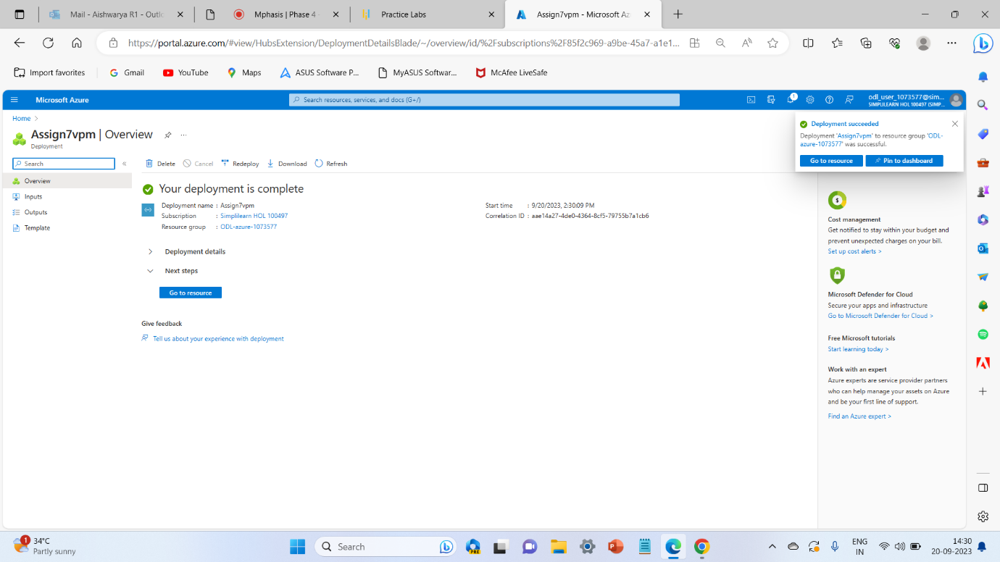 Mail - Aishwarya R1 - Outlo
Mphasis | Phase 4 -
Practice Labs
Assign7vpm - Microsoft Az
https://portal.azure.com/#view/HubsExtension/DeploymentDetailsBlade/~/overview/id/%2Fsubscriptions%2F85f2c969-a9be-45a7-a1e1...
Import favorites
Gmail
YouTube
Maps
ASUS Software P...
MyASUS Softwar...
McAfee LiveSafe
Microsoft Azure
Search resources, services, and docs (G+/)
1
odl_user_1073577@sim...
SIMPLILEARN HOL 100497 (SIMP...
Home >
Assign7vpm | Overview
Deployment
Deployment succeeded
Deployment 'Assign7vpm' to resource group 'ODL-
azure-1073577' was successful.
Go to resource
Pin to dashboard
Search
Overview
Inputs
Outputs
Template
Delete
Cancel
Redeploy
Download
Refresh
Your deployment is complete
Deployment name : Assign7vpm
Subscription : Simplilearn HOL 100497
Resource group : ODL-azure-1073577
Start time : 9/20/2023, 2:30:09 PM
Correlation ID : aae14a27-4de0-4364-8cf5-79755b7a1cb6
Deployment details
Next steps
Go to resource
Give feedback
Tell us about your experience with deployment
Cost management
Get notified to stay within your budget and
prevent unexpected charges on your bill.
Set up cost alerts >
Microsoft Defender for Cloud
Secure your apps and infrastructure
Go to Microsoft Defender for Cloud >
Free Microsoft tutorials
Start learning today >
Work with an expert
Azure experts are service provider partners
who can help manage your assets on Azure
and be your first line of support.
Find an Azure expert >
1
34°C
Partly sunny
Search
PRE
ENG
IN
14:30
20-09-2023